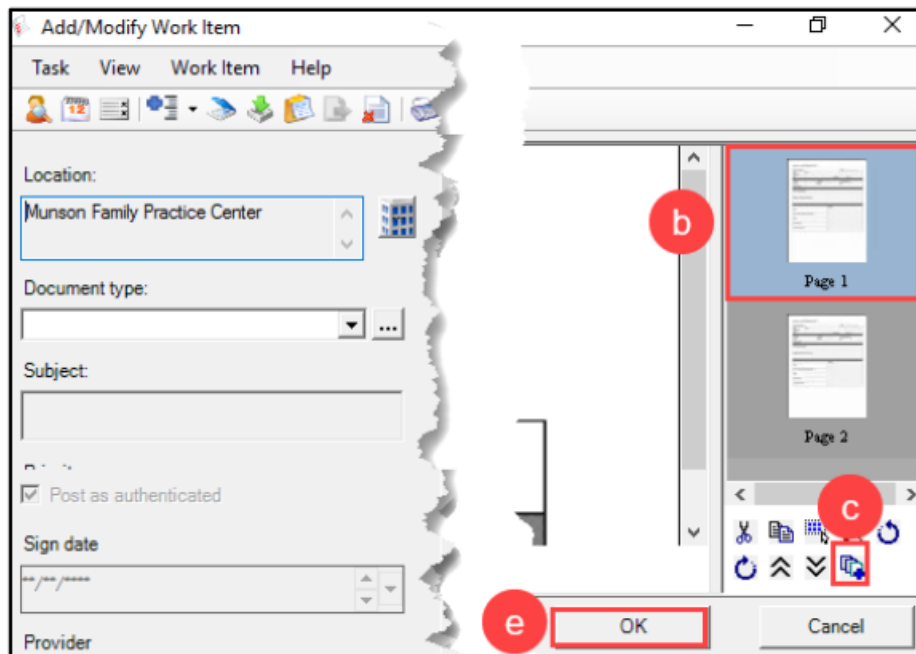 Add/Modify Work Item
Task View Work Item Help
12
Location:
Munson Family Practice Center
b
Page 1
Document type:
...
Subject:
Page 2
Post as authenticated
c
Sign date
**/**/****
e
OK
Cancel
Provider